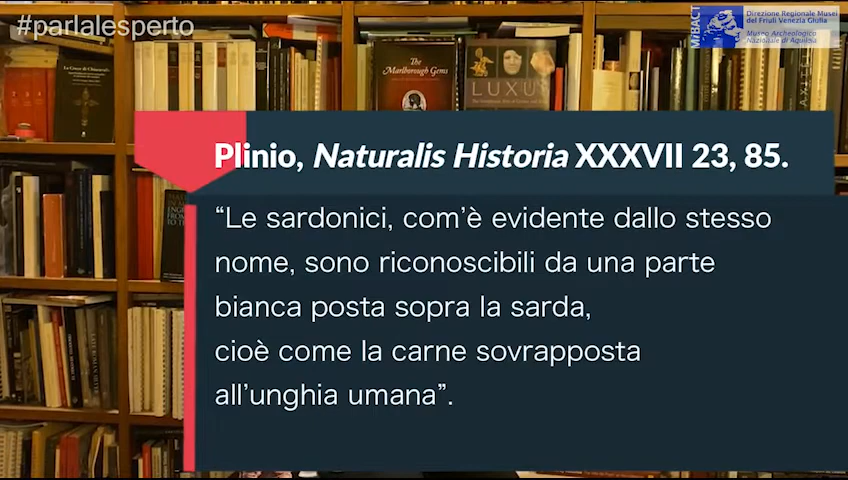 #parlalesperto
MiBACT
Direzione Regionale Musei
del Friuli Venezia Giulia
Museo Archeologico
Nazionale di Aquileia
The
Marlborough Gems
LUXUS
Plinio, Naturalis Historia XXXVII 23, 85.
“Le sardonici, com’è evidente dallo stesso
nome, sono riconoscibili da una parte
bianca posta sopra la sarda,
cioè come la carne sovrapposta
all’unghia umana”.